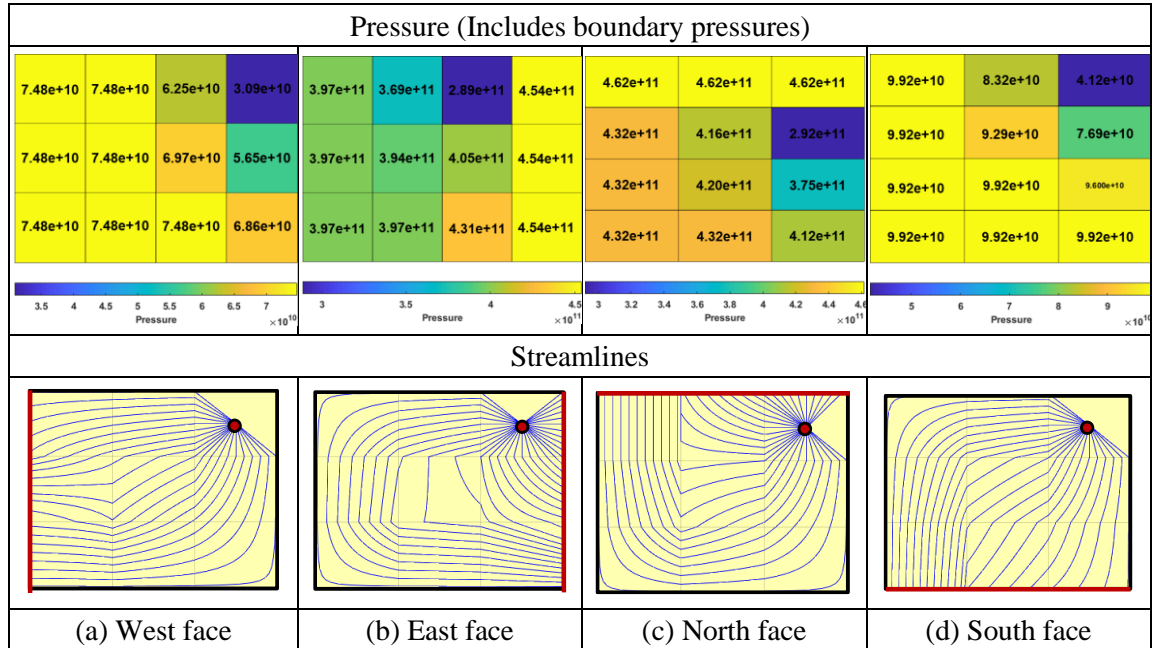 Pressure (Includes boundary pressures)
7.48e+10 7.48e+10 6.25e+10 3.09e+10
7.48e+10 7.48e+10 6.97e+10 5.65e+10
7.48e+10 7.48e+10 7.48e+10 6.86e+10
3.5 4 5 5.5 6 6.5 7
Pressure ×10^10
3.97e+11 3.69e+11 2.89e+11 4.54e+11
3.97e+11 3.94e+11 4.05e+11 4.54e+11
3.97e+11 3.97e+11 4.31e+11 4.54e+11
3 3.5 4 4.5
Pressure ×10^11
4.62e+11 4.62e+11 4.62e+11
4.32e+11 4.16e+11 2.92e+11
4.32e+11 4.20e+11 3.75e+11
4.32e+11 4.32e+11 4.12e+11
3 3.2 3.4 3.6 3.8 4 4.2 4.4 4.6
Pressure ×10^11
9.92e+10 8.32e+10 4.12e+10
9.92e+10 9.29e+10 7.69e+10
9.92e+10 9.92e+10 9.600e+10
9.92e+10 9.92e+10 9.92e+10
5 6 7 8 9
Pressure ×10^10
Streamlines
(a) West face (b) East face (c) North face (d) South face